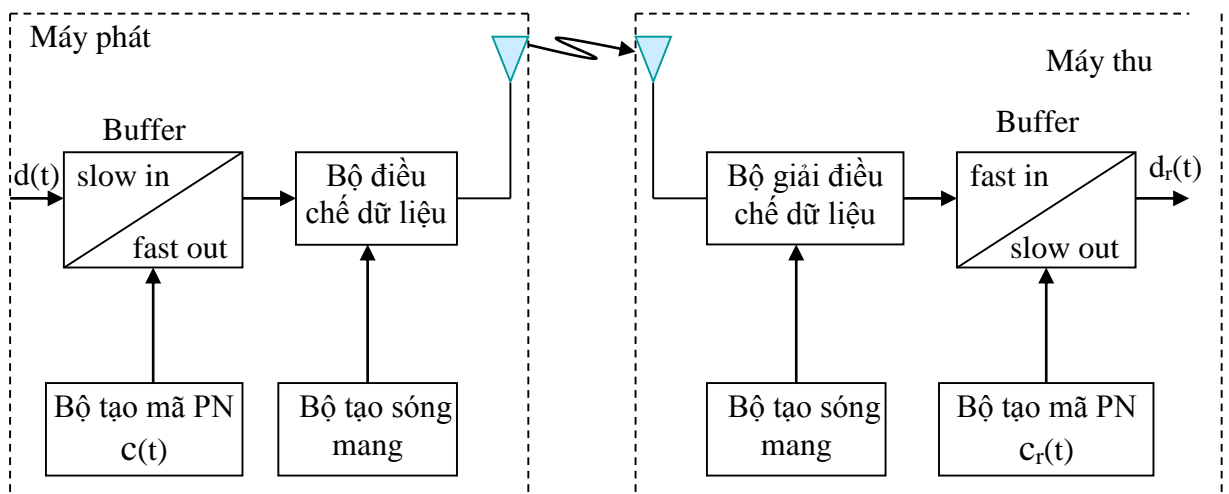 Máy phát
Máy thu
Buffer
d(t)
slow in
fast out
Bộ điều
chế dữ liệu
Bộ tạo mã PN
c(t)
Bộ tạo sóng
mang
Buffer
Bộ giải điều
chế dữ liệu
fast in
slow out
dr(t)
Bộ tạo sóng
mang
Bộ tạo mã PN
cr(t)